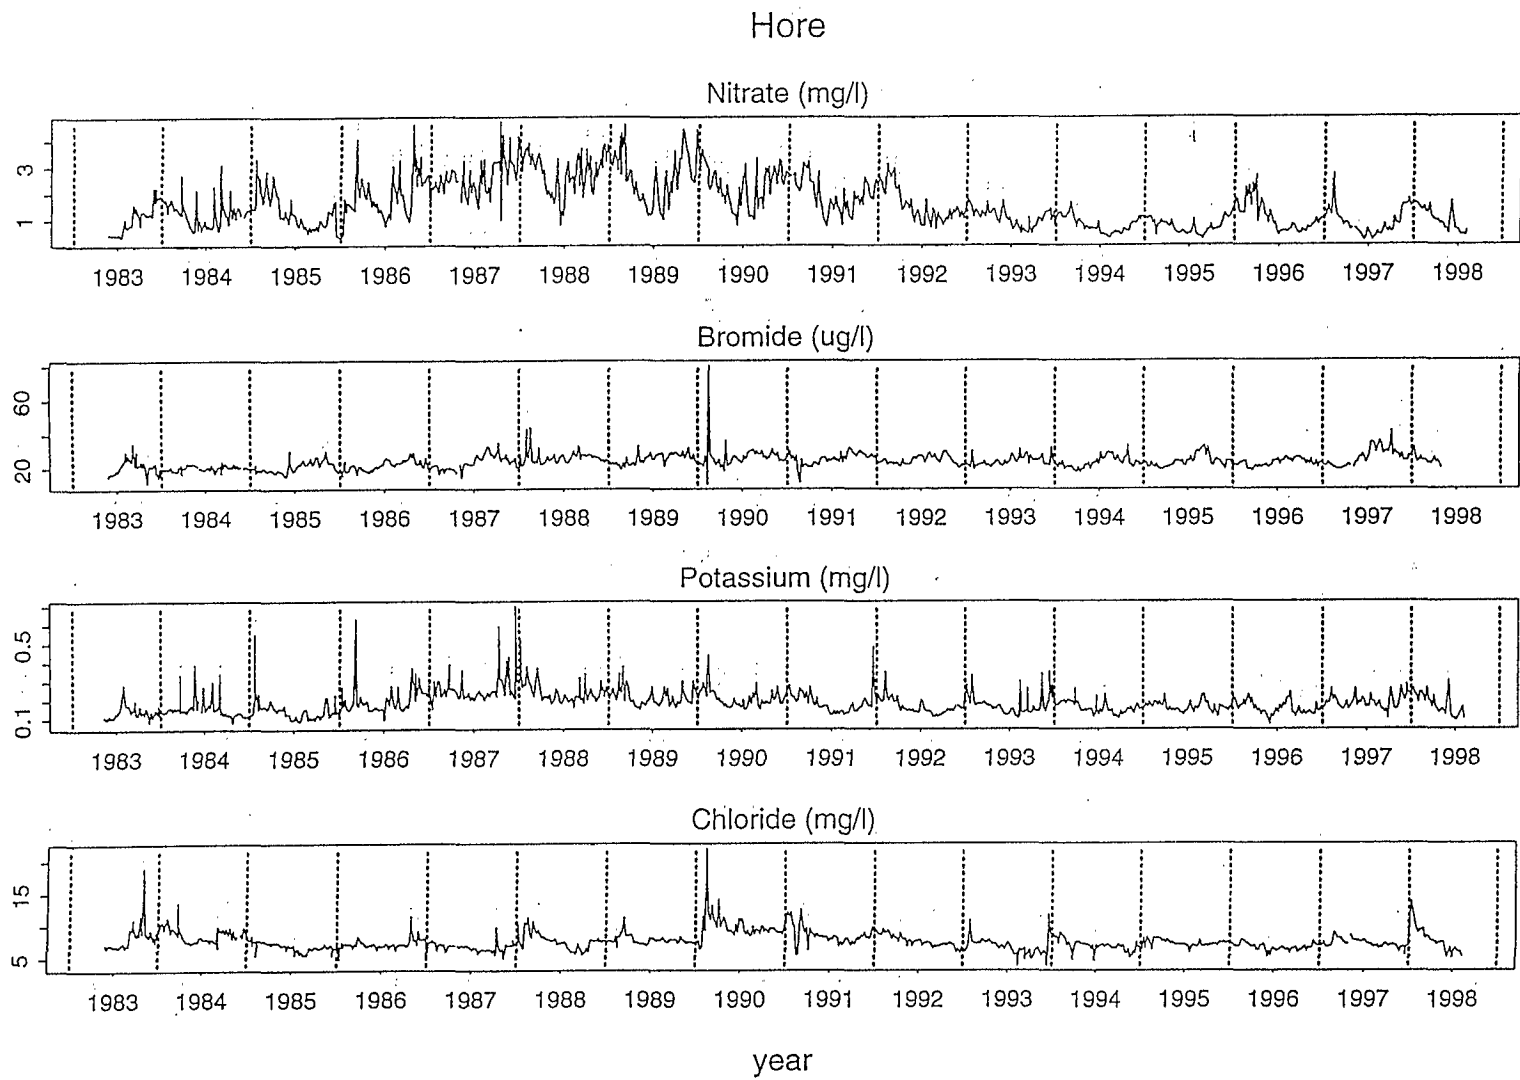 Hore
Nitrate (mg/l)
3
1
1983 1984 1985 1986 1987 1988 1989 1990 1991 1992 1993 1994 1995 1996 1997 1998
Bromide (ug/l)
60
20
1983 1984 1985 1986 1987 1988 1989 1990 1991 1992 1993 1994 1995 1996 1997 1998
Potassium (mg/l)
0.5
0.1
1983 1984 1985 1986 1987 1988 1989 1990 1991 1992 1993 1994 1995 1996 1997 1998
Chloride (mg/l)
15
5
1983 1984 1985 1986 1987 1988 1989 1990 1991 1992 1993 1994 1995 1996 1997 1998
year